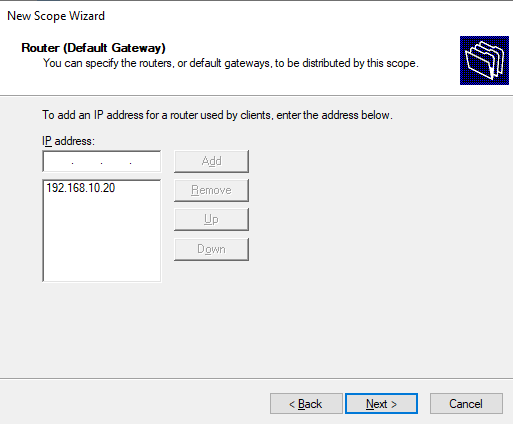 New Scope Wizard
Router (Default Gateway)
You can specify the routers, or default gateways, to be distributed by this scope.
To add an IP address for a router used by clients, enter the address below.
IP address:
. . .
Add
192.168.10.20
Remove
Up
Down
< Back
Next >
Cancel